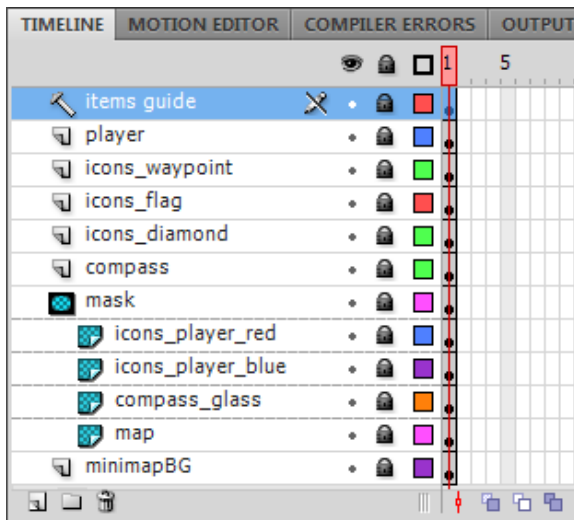 TIMELINE MOTION EDITOR COMPILER ERRORS OUTPUT
1 5
items guide
player
icons_waypoint
icons_flag
icons_diamond
compass
mask
icons_player_red
icons_player_blue
compass_glass
map
minimapBG